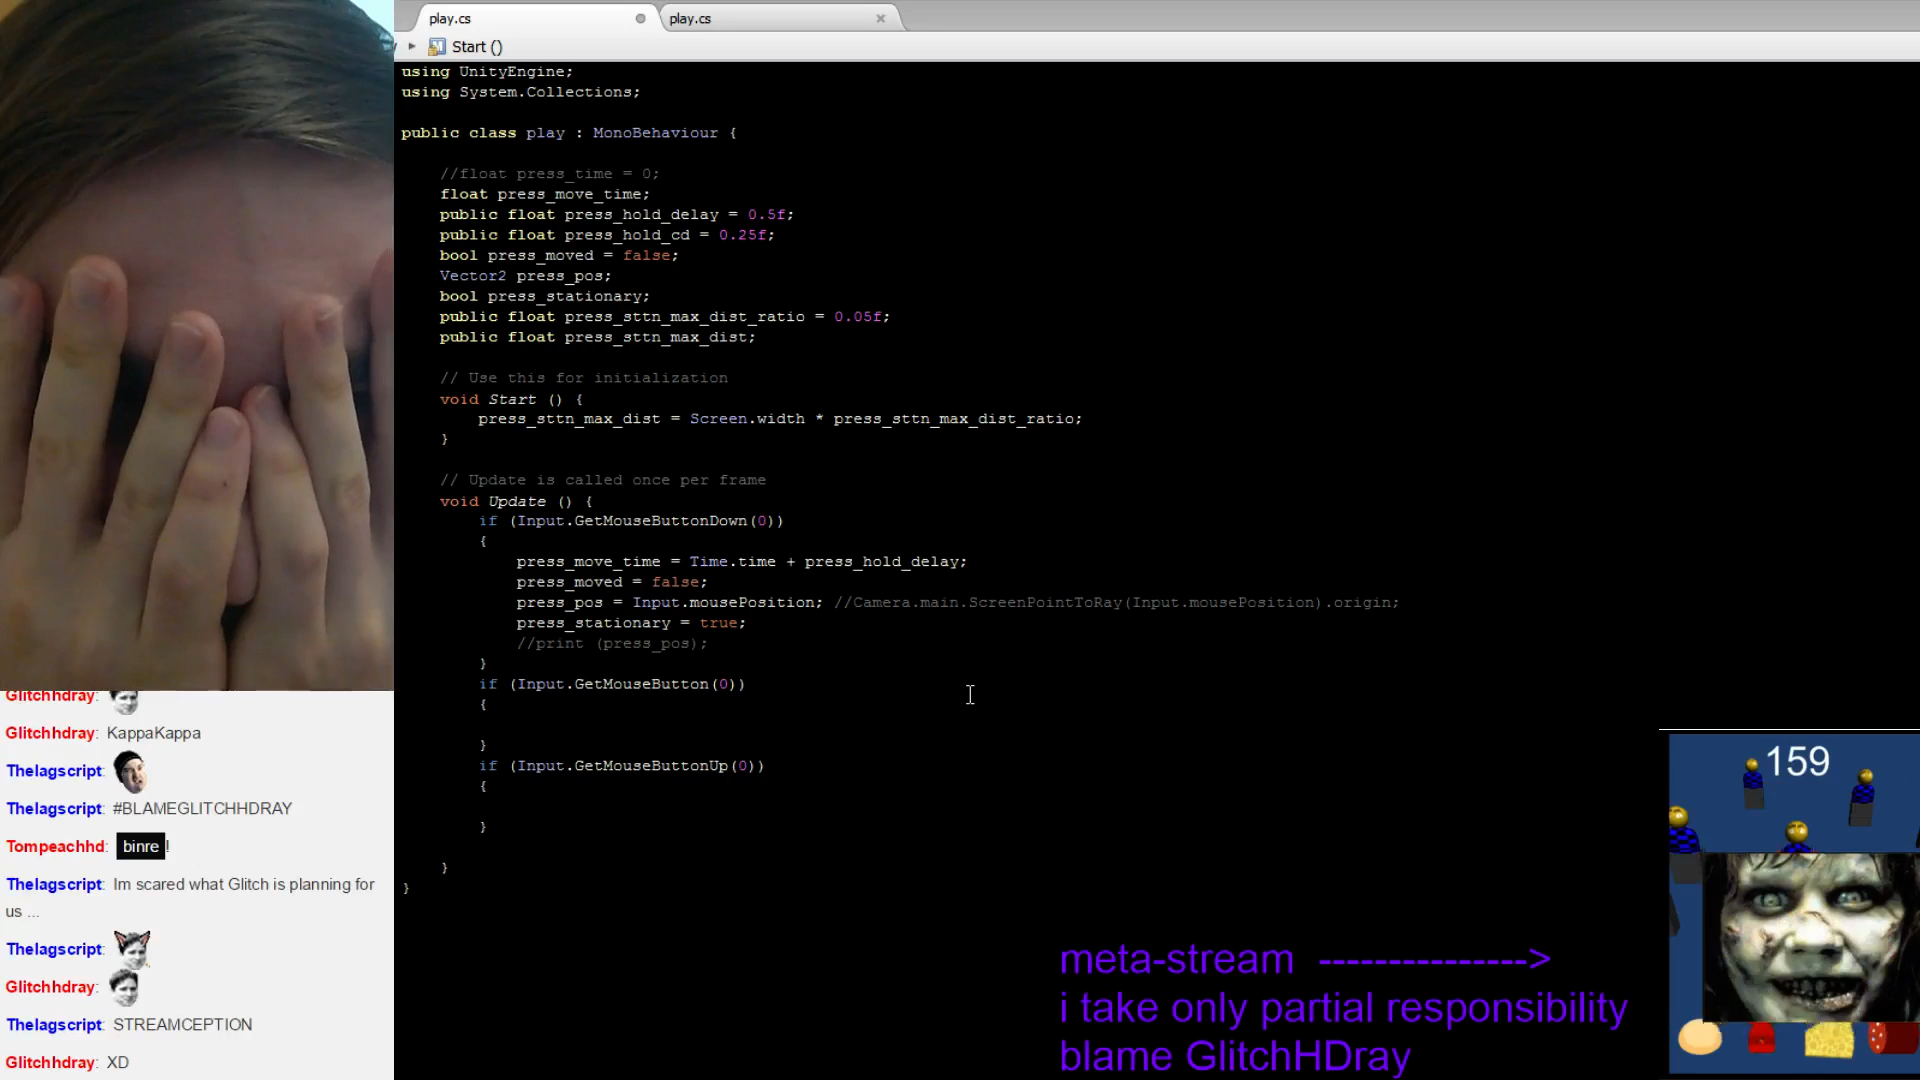 play.cs
play.cs
Start ()
using UnityEngine;
using System.Collections;
public class play : MonoBehaviour {
//float press_time = 0;
float press_move_time;
public float press_hold_delay = 0.5f;
public float press_hold_cd = 0.25f;
bool press_moved = false;
Vector2 press_pos;
bool press_stationary;
public float press_sttn_max_dist_ratio = 0.05f;
public float press_sttn_max_dist;
// Use this for initialization
void Start () {
press_sttn_max_dist = Screen.width * press_sttn_max_dist_ratio;
}
// Update is called once per frame
void Update () {
if (Input.GetMouseButtonDown(0))
{
press_move_time = Time.time + press_hold_delay;
press_moved = false;
press_pos = Input.mousePosition; //Camera.main.ScreenPointToRay(Input.mousePosition).origin;
press_stationary = true;
//print (press_pos);
}
if (Input.GetMouseButton(0))
{
}
if (Input.GetMouseButtonUp(0))
{
}
}
}
Glitchhdray:
Glitchhdray: KappaKappa
Thelagscript:
Thelagscript: #BLAMEGLITCHHDRAY
Tompeachhd: binre!
Thelagscript: Im scared what Glitch is planning for
us ...
Thelagscript:
Glitchhdray:
Thelagscript: STREAMCEPTION
Glitchhdray: XD
159
meta-stream --------------->
i take only partial responsibility
blame GlitchHDray